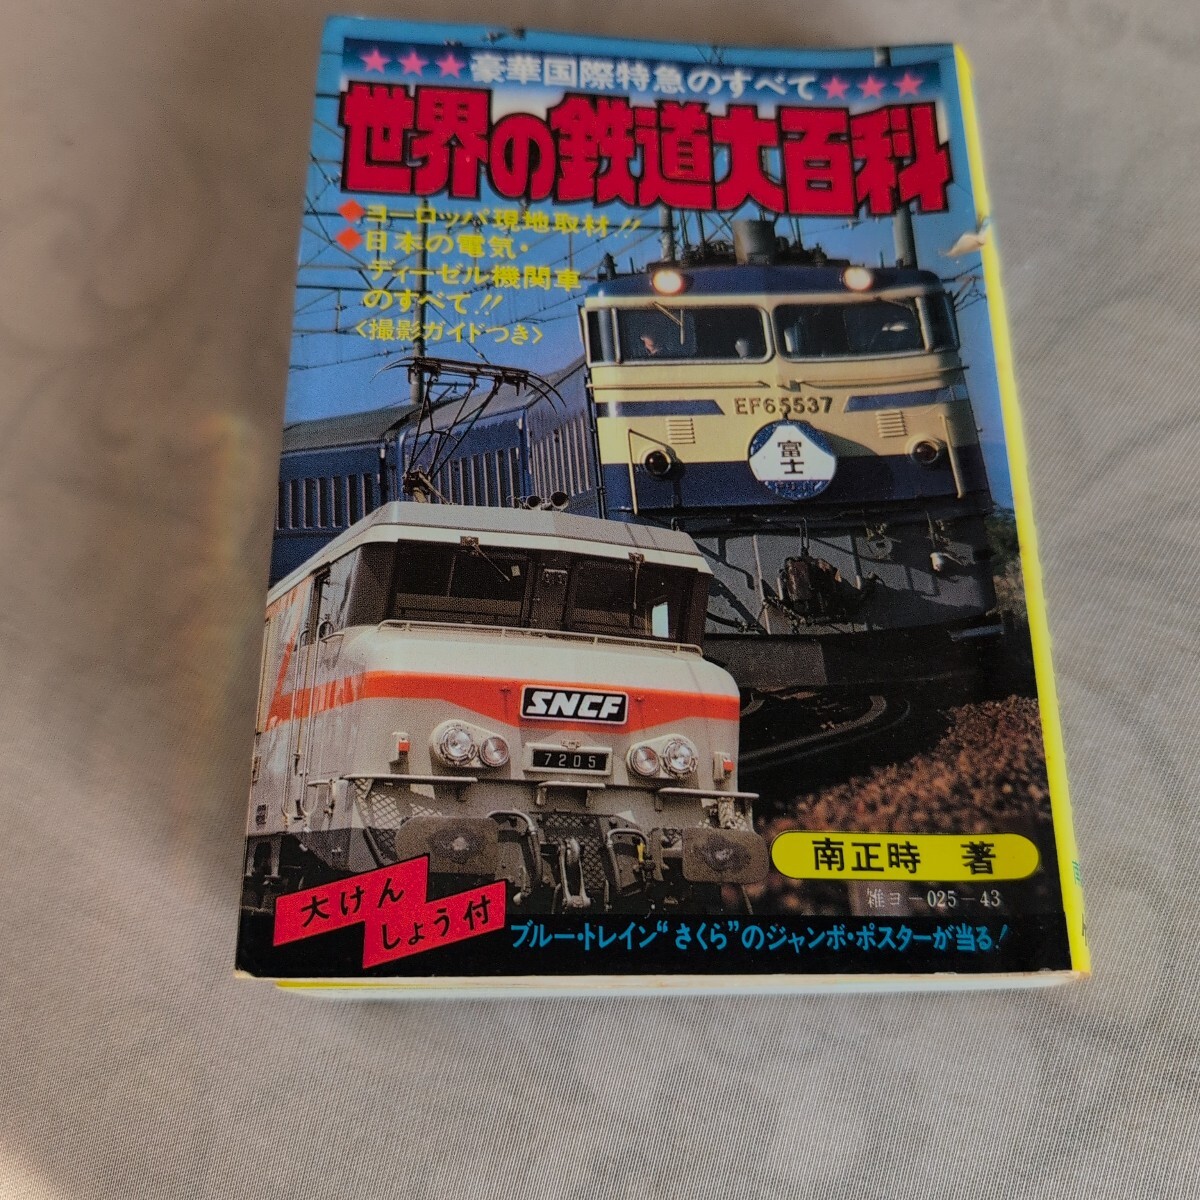 ★★★豪華国際特急のすべて★★★
世界の鉄道大百科
◆ヨーロッパ現地取材!!
◆日本の電気・
ディーゼル機関車
のすべて!!
〈撮影ガイドつき〉
EF65537
富士
SNCF
7205
南正時 著
雑ヨ-025-43
大けん
しょう付
ブルー・トレイン“さくら”のジャンボ・ポスターが当る!